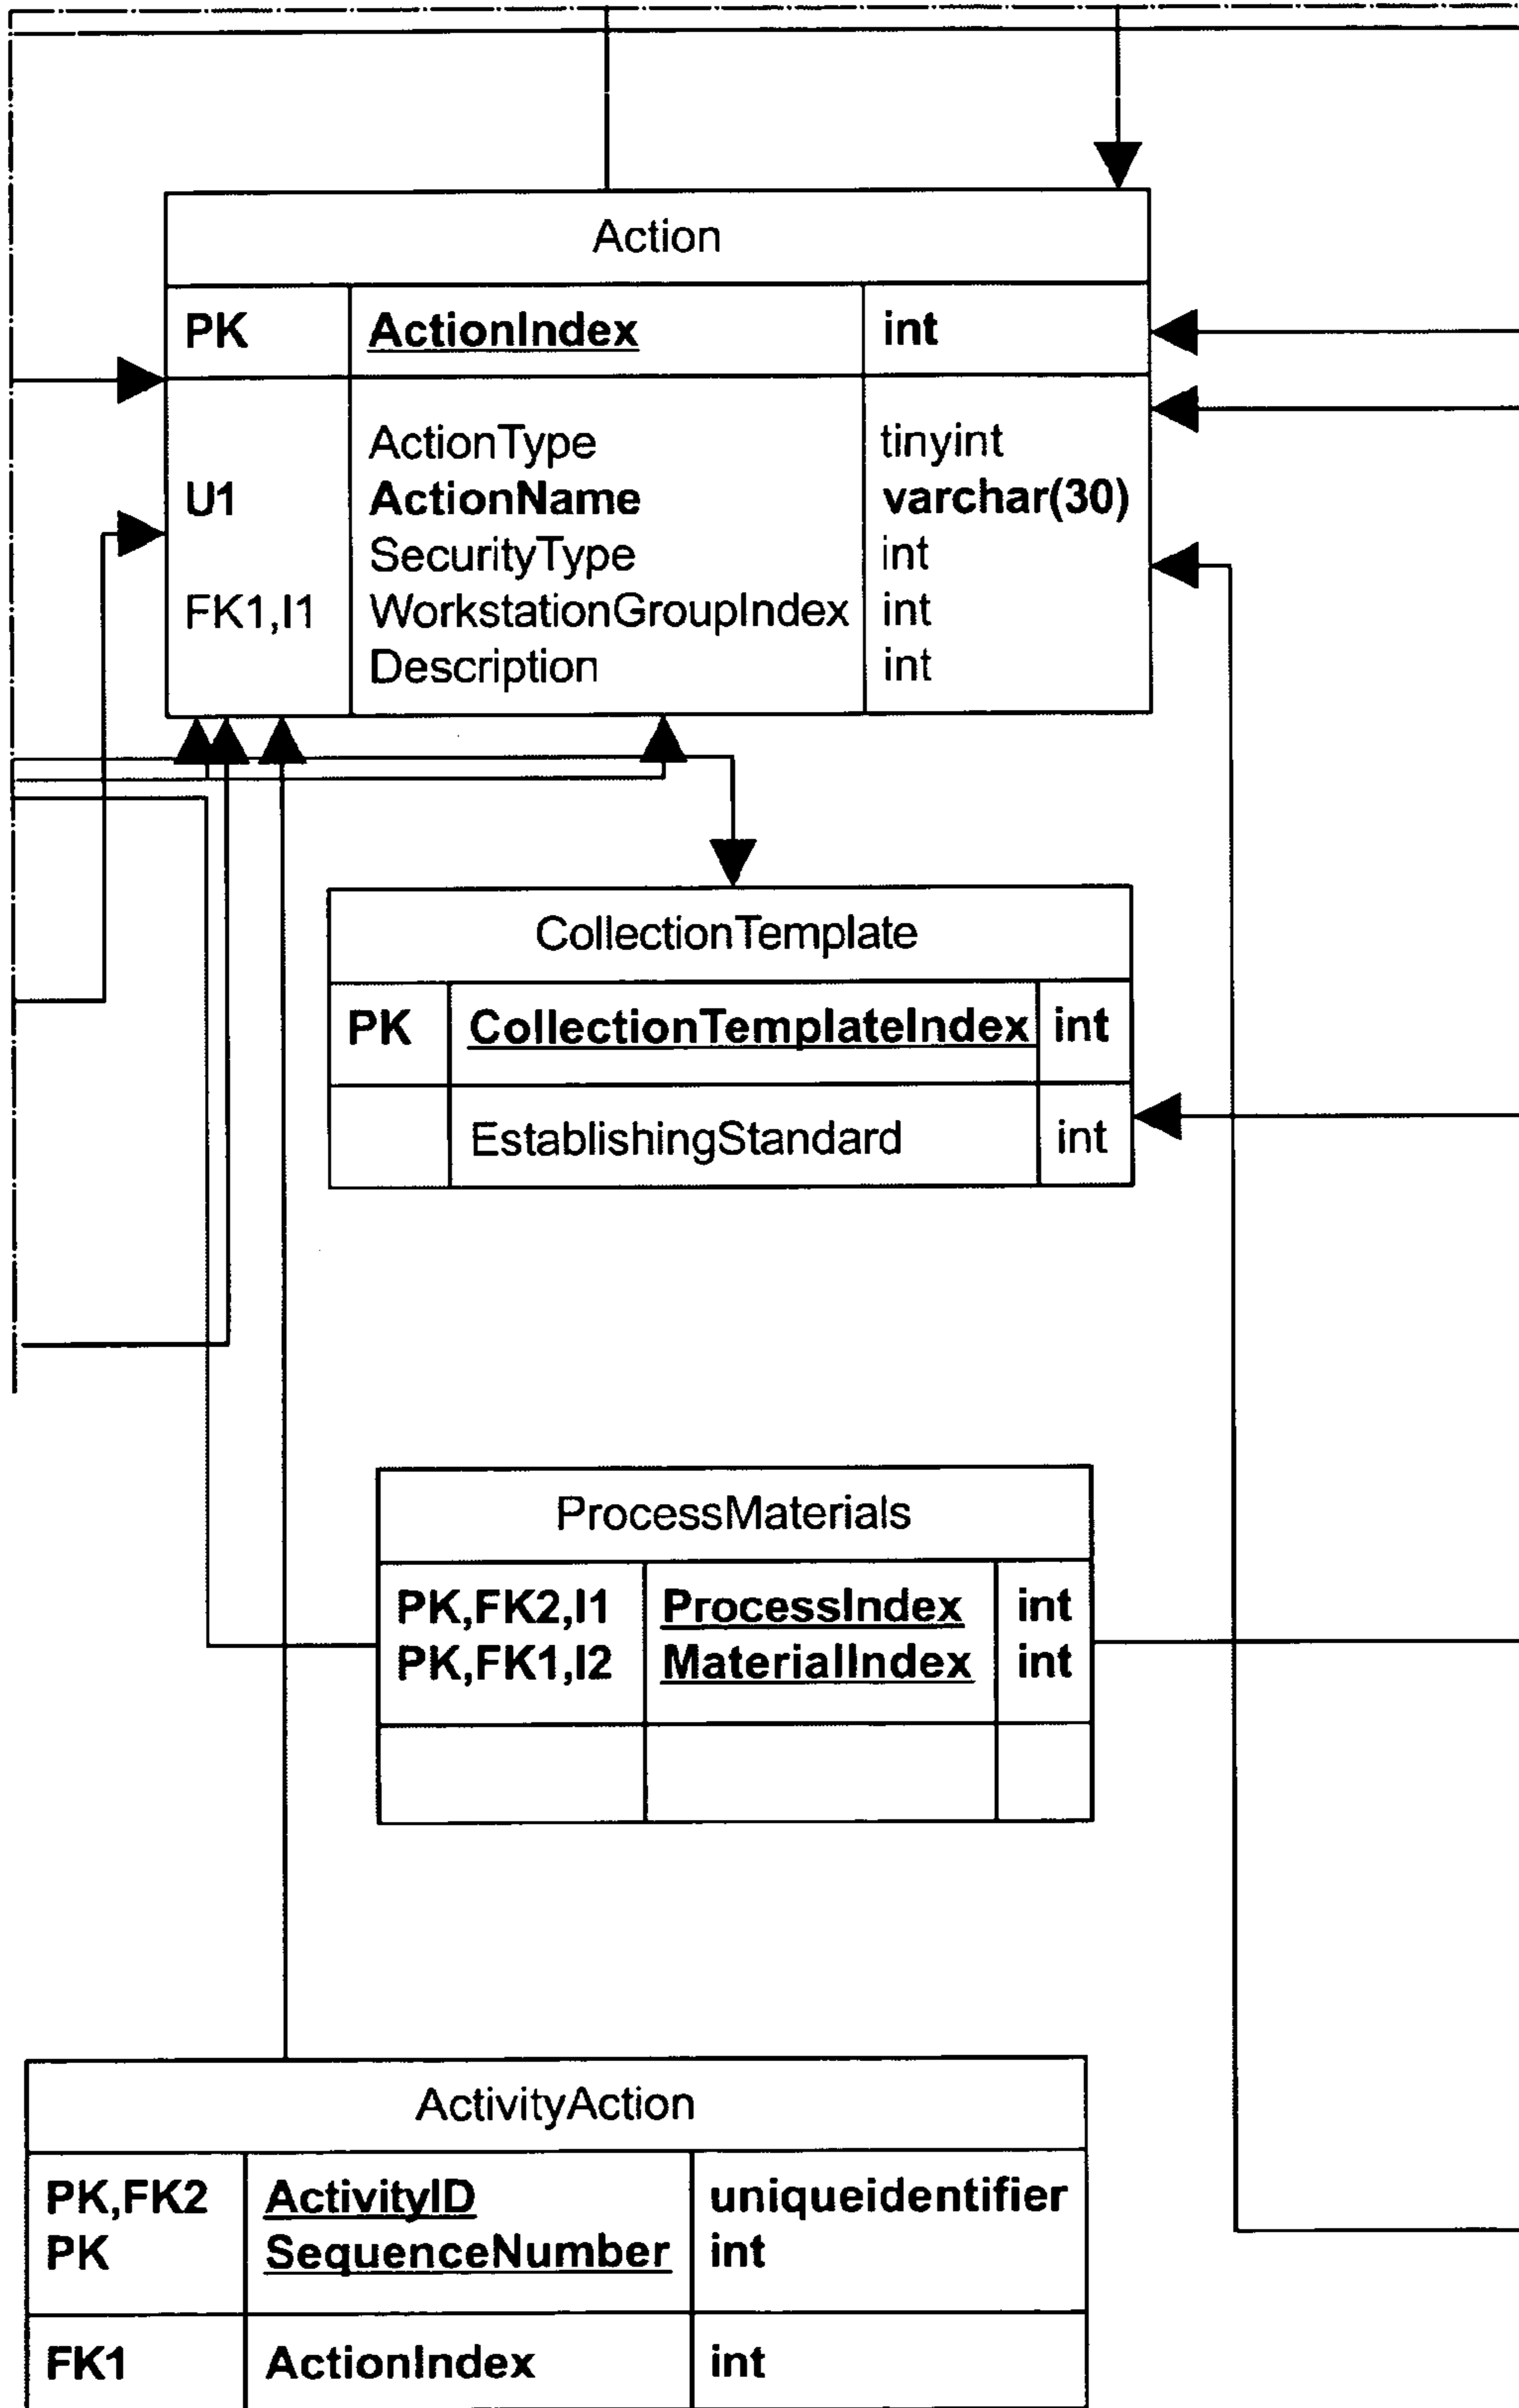 Action
PK ActionIndex int
ActionType tinyint
U1 ActionName varchar(30)
SecurityType int
FK1,I1 WorkstationGroupIndex int
Description int
CollectionTemplate
PK CollectionTemplateIndex int
EstablishingStandard int
ProcessMaterials
PK,FK2,I1 ProcessIndex int
PK,FK1,I2 MaterialIndex int
ActivityAction
PK,FK2 ActivityID uniqueidentifier
PK SequenceNumber int
FK1 ActionIndex int